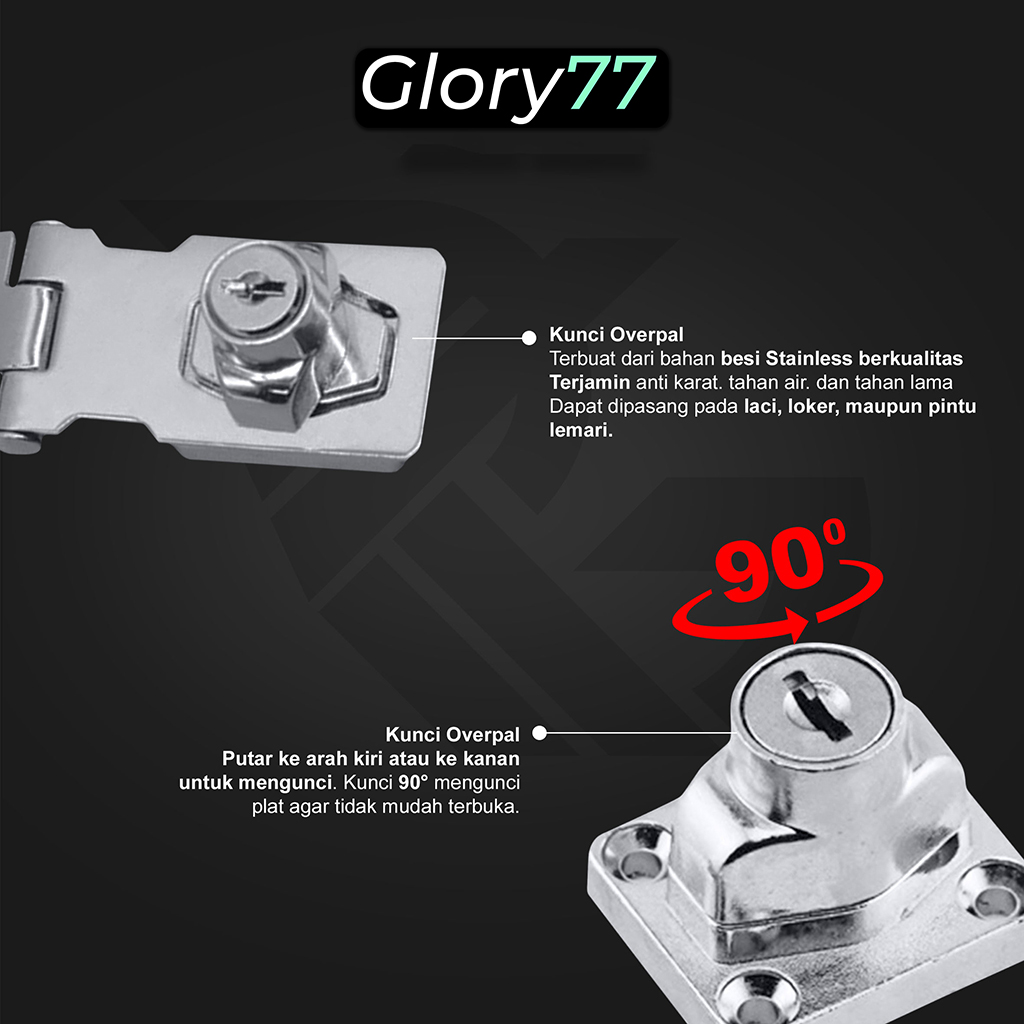 Glory77
Kunci Overpal
Terbuat dari bahan besi Stainless berkualitas
Terjamin anti karat. tahan air. dan tahan lama
Dapat dipasang pada laci, loker, maupun pintu
lemari.
90⁰
Kunci Overpal
Putar ke arah kiri atau ke kanan
untuk mengunci. Kunci 90° mengunci
plat agar tidak mudah terbuka.